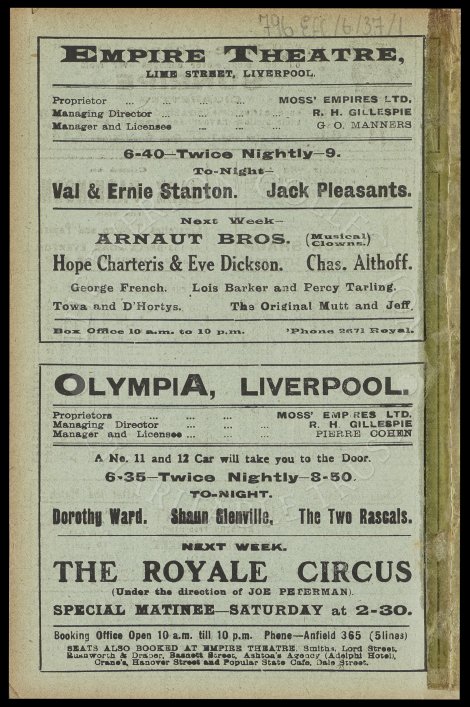 796 EA /6/37/1
EMPIRE THEATRE,
LIME STREET, LIVERPOOL.
Proprietor ... ... ... ... MOSS' EMPIRES LTD.
Managing Director ... ... ... ... R. H. GILLESPIE
Manager and Licensee ... ... ... G. O. MANNERS
6-40—Twice Nightly—9.
To-Night—
Val & Ernie Stanton. Jack Pleasants.
Next Week—
ARNAUT BROS. (Musical Clowns.)
Hope Charteris & Eve Dickson. Chas. Althoff.
George French. Lois Barker and Percy Tarling.
Towa and D'Hortys. The Original Mutt and Jeff.
Box Office 10 a.m. to 10 p.m. 'Phone 2671 Royal.
OLYMPIA, LIVERPOOL.
Proprietors ... ... ... MOSS' EMPIRES LTD.
Managing Director ... ... ... R. H. GILLESPIE
Manager and Licensee ... ... ... PIERRE COHEN
A No. 11 and 12 Car will take you to the Door.
6-35—Twice Nightly—8-50.
TO-NIGHT.
Dorothy Ward. Shaun Glenville, The Two Rascals.
NEXT WEEK.
THE ROYALE CIRCUS
(Under the direction of JOE PETERMAN).
SPECIAL MATINEE—SATURDAY at 2-30.
Booking Office Open 10 a.m. till 10 p.m. Phone—Anfield 365 (5lines)
SEATS ALSO BOOKED AT EMPIRE THEATRE. Smiths, Lord Street,
Rushworth & Draper, Basnett Street, Ashton's Agency (Adelphi Hotel),
Crane's, Hanover Street and Popular State Cafe, Dale Street.